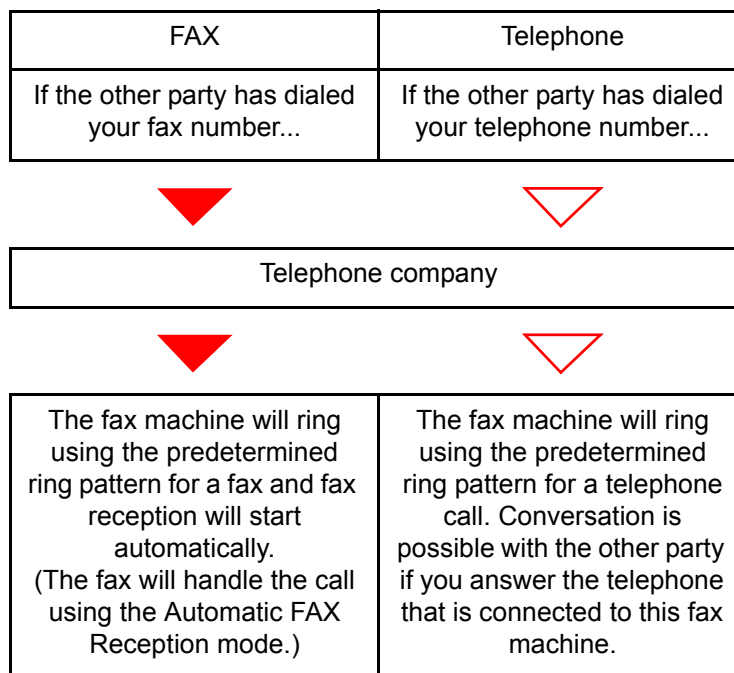 FAX
Telephone
If the other party has dialed
your fax number...
If the other party has dialed
your telephone number...
Telephone company
The fax machine will ring
using the predetermined
ring pattern for a fax and fax
reception will start
automatically.
(The fax will handle the call
using the Automatic FAX
Reception mode.)
The fax machine will ring
using the predetermined
ring pattern for a telephone
call. Conversation is
possible with the other party
if you answer the telephone
that is connected to this fax
machine.